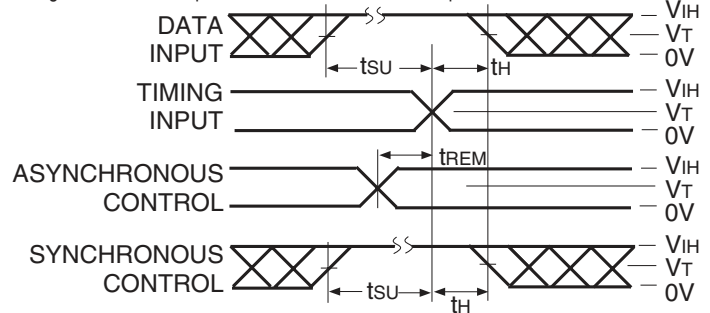 DATA INPUT
VIH
VT
0V
tSU
tH
TIMING INPUT
VIH
VT
0V
tREM
ASYNCHRONOUS CONTROL
VIH
VT
0V
SYNCHRONOUS CONTROL
VIH
VT
0V
tSU
tH